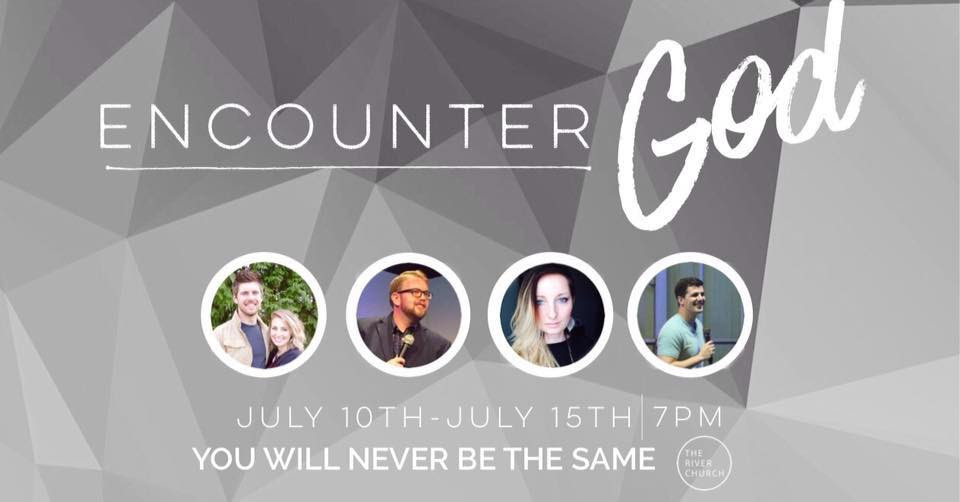 ENCOUNTER God
JULY 10TH-JULY 15TH|7PM
YOU WILL NEVER BE THE SAME
THE
RIVER
CHURCH